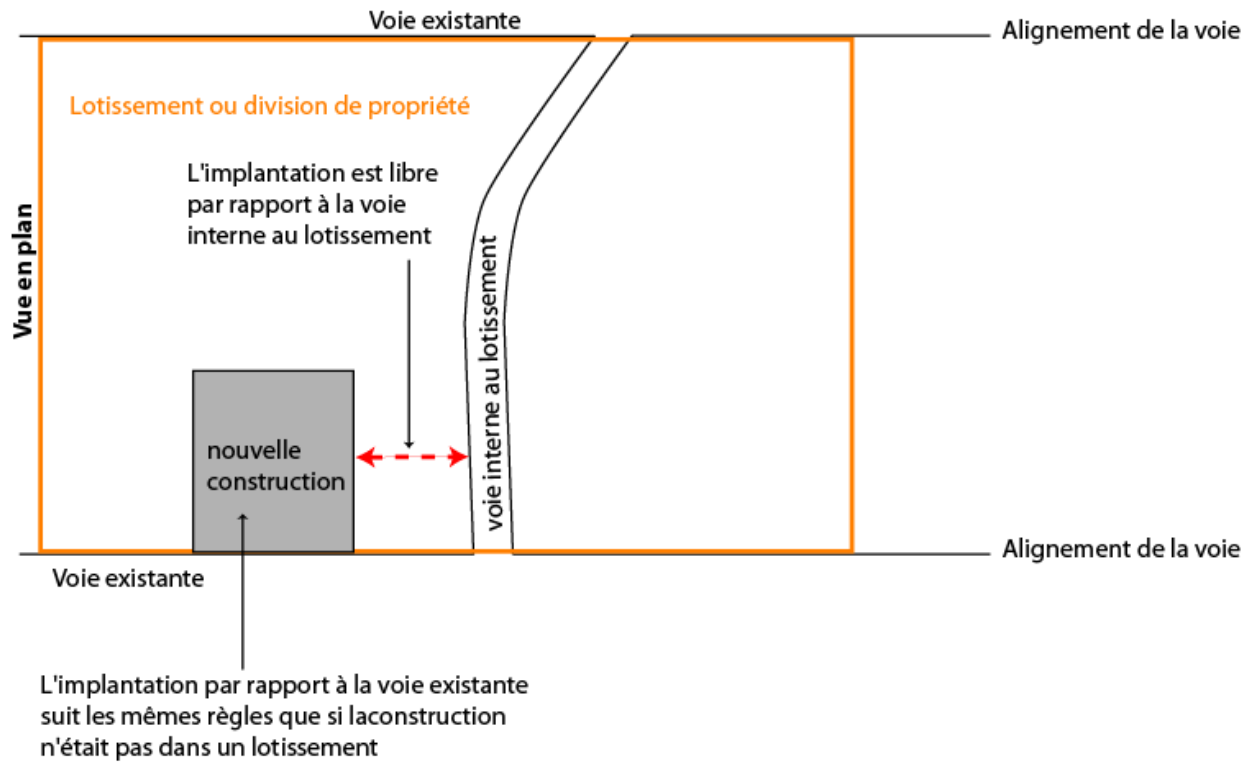 Voie existante
Alignement de la voie
Lotissement ou division de propriété
L'implantation est libre
par rapport à la voie
interne au lotissement
Vue en plan
voie interne au lotissement
nouvelle
construction
Alignement de la voie
Voie existante
L'implantation par rapport à la voie existante
suit les mêmes règles que si laconstruction
n'était pas dans un lotissement